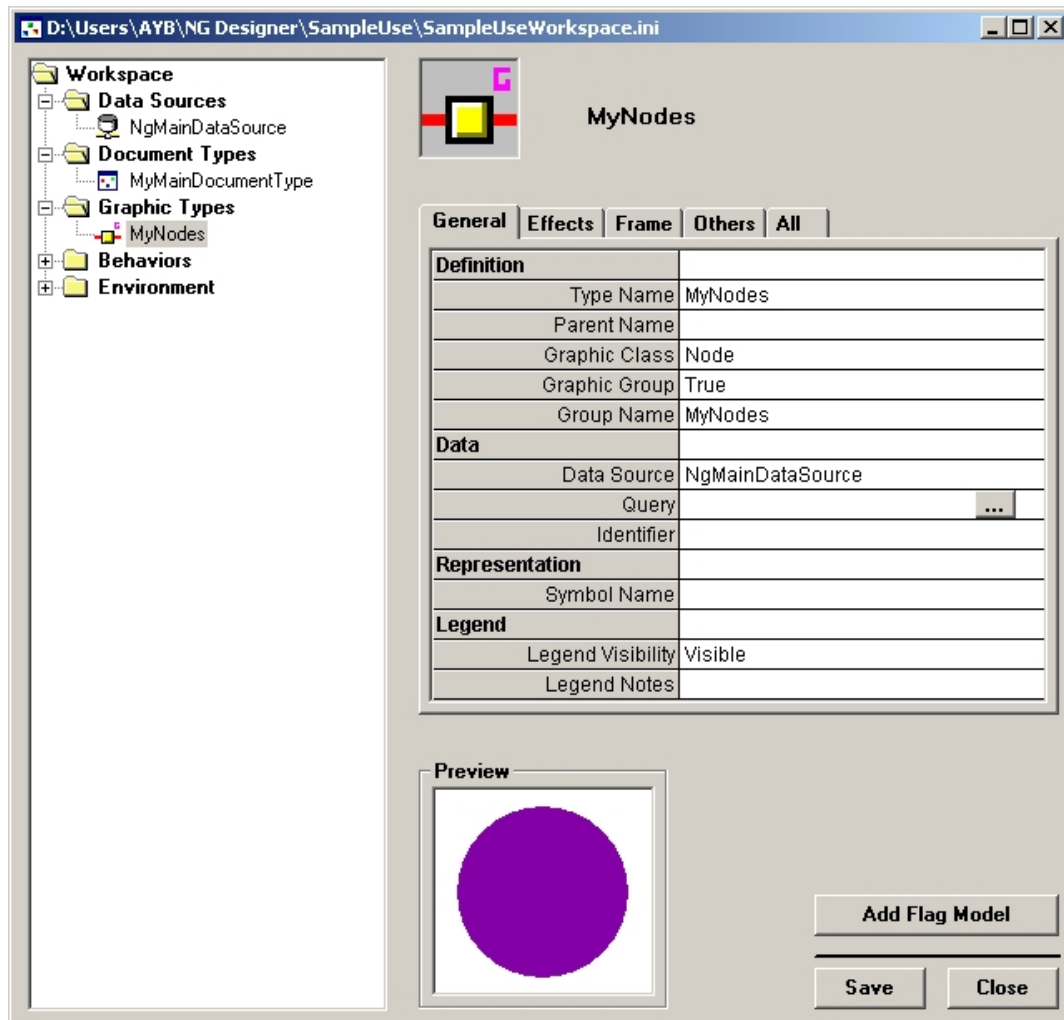 D:\Users\AYB\NG Designer\SampleUse\SampleUseWorkspace.ini
Workspace
Data Sources
NgMainDataSource
Document Types
MyMainDocumentType
Graphic Types
MyNodes
Behaviors
Environment
G
MyNodes
General Effects Frame Others All
Definition
Type Name MyNodes
Parent Name
Graphic Class Node
Graphic Group True
Group Name MyNodes
Data
Data Source NgMainDataSource
Query ...
Identifier
Representation
Symbol Name
Legend
Legend Visibility Visible
Legend Notes
Preview
Add Flag Model
Save Close